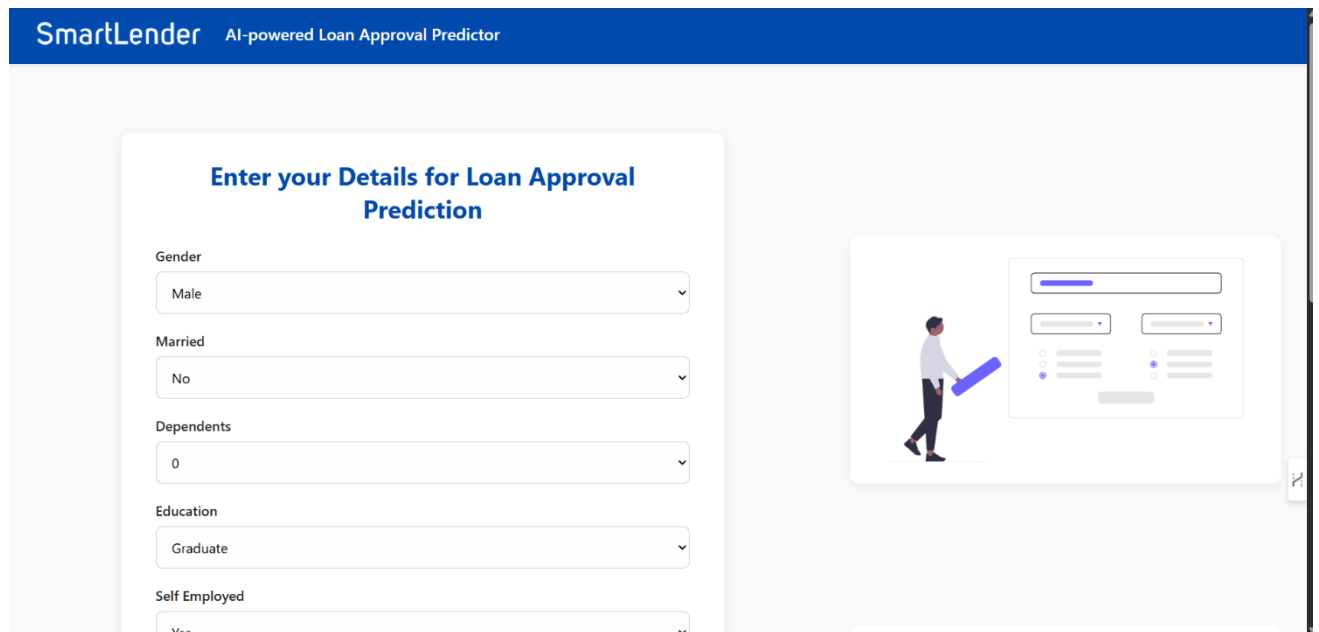 SmartLender AI-powered Loan Approval Predictor
Enter your Details for Loan Approval
Prediction
Gender
Male
Married
No
Dependents
0
Education
Graduate
Self Employed